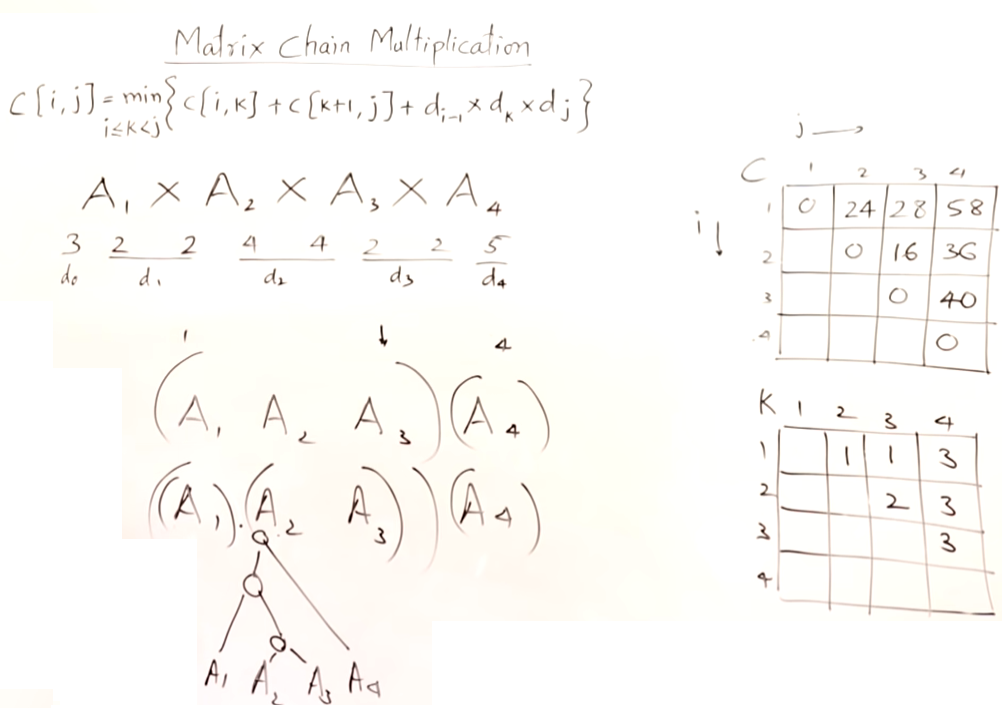 Matrix Chain Multiplication
C[i,j] = min{C[i,k] + C[k+1,j] + di-1 × dk × dj}
i≤k<j
A1 × A2 × A3 × A4
3 2 2 4 4 2 2 5
d0 d1 d2 d3 d4
1 ↓ 4
(A1 A2 A3)(A4)
((A1).(A2 A3))(A4)
A1 A2 A3 A4
j →
C 1 2 3 4
i ↓
1 0 24 28 58
2 0 16 36
3 0 40
4 0
K 1 2 3 4
1 1 1 3
2 2 3
3 3
4